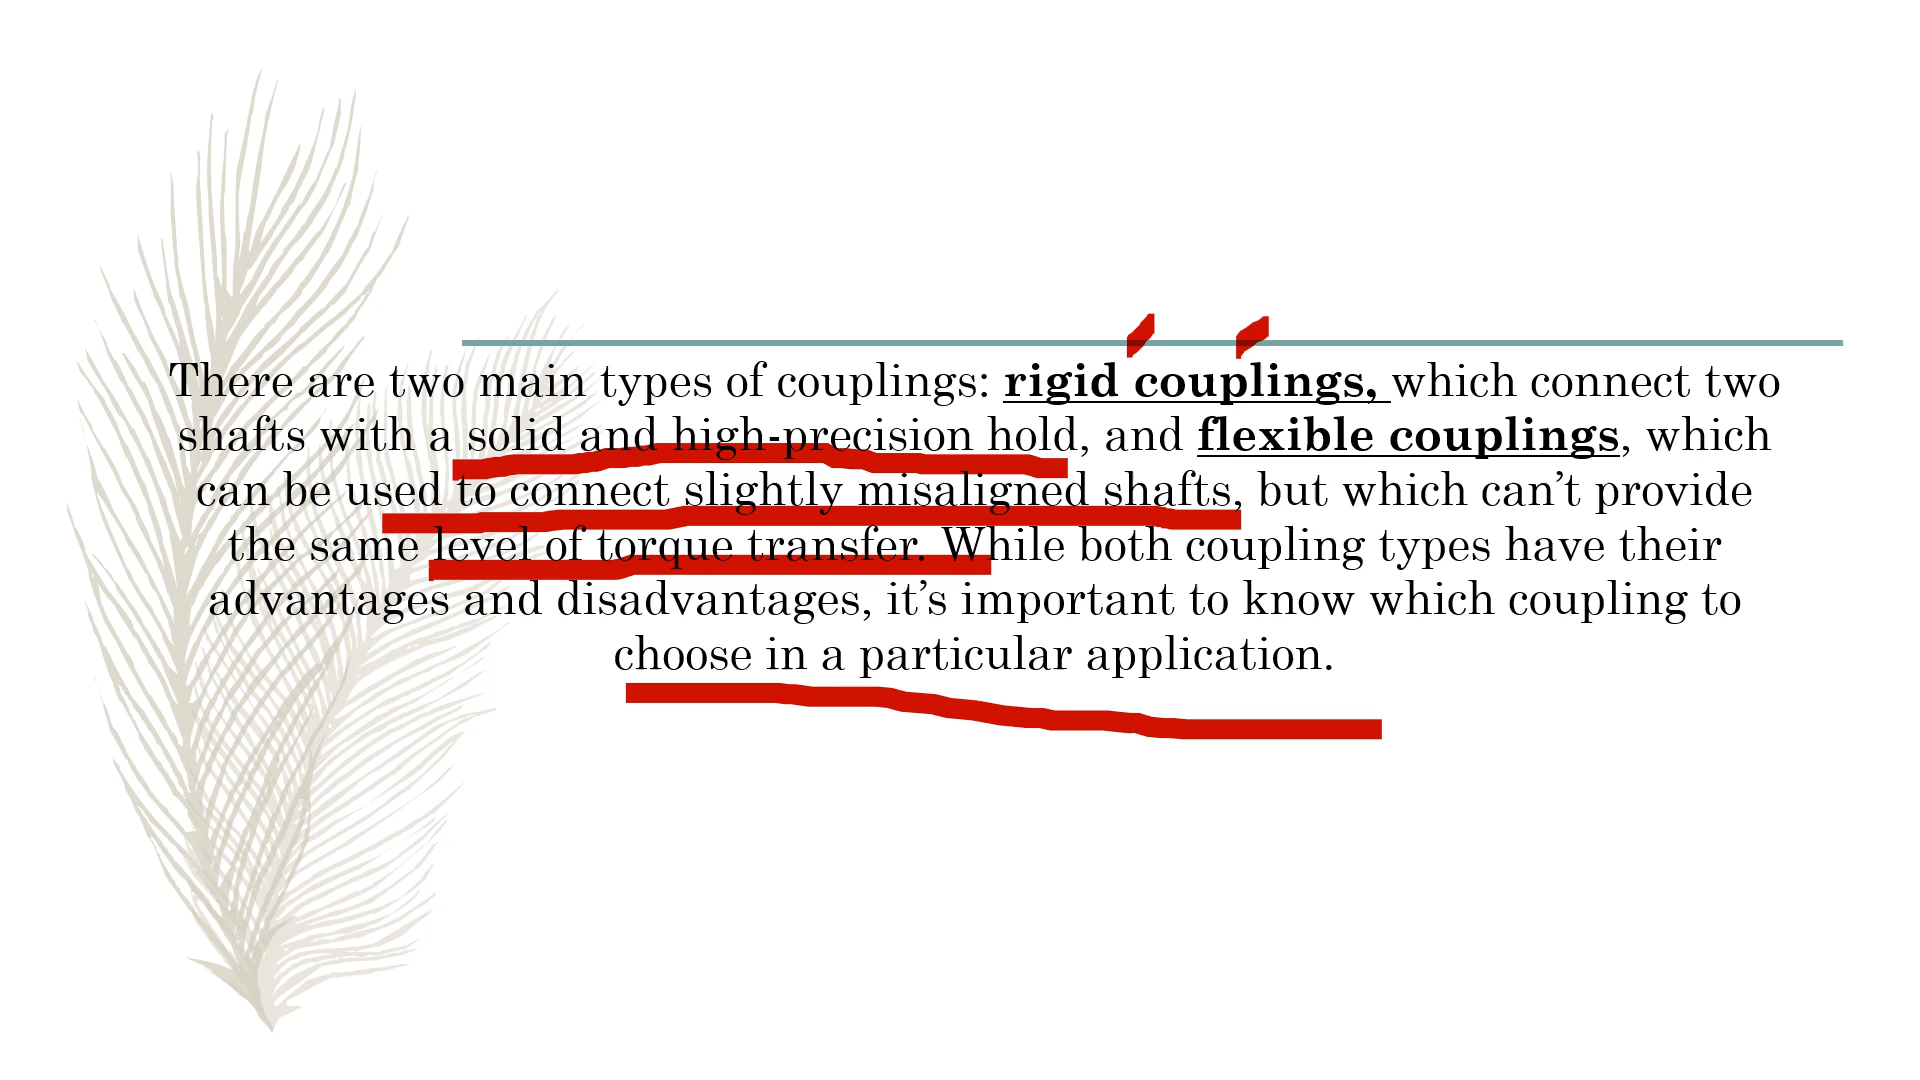 There are two main types of couplings: rigid couplings, which connect two
shafts with a solid and high-precision hold, and flexible couplings, which
can be used to connect slightly misaligned shafts, but which can’t provide
the same level of torque transfer. While both coupling types have their
advantages and disadvantages, it’s important to know which coupling to
choose in a particular application.